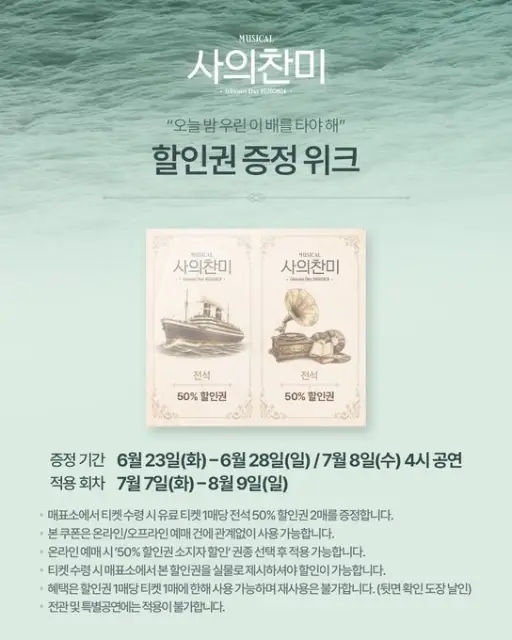 MUSICAL
사의찬미
"오늘 밤 우린 이 배를 타야 해"
할인권 증정 위크
MUSICAL
사의찬미
전석
50% 할인권
MUSICAL
사의찬미
전석
50% 할인권
증정 기간 6월 23일(화) – 6월 28일(일) / 7월 8일(수) 4시 공연
적용 회차 7월 7일(화) – 8월 9일(일)
• 매표소에서 티켓 수령 시 유료 티켓 1매당 전석 50% 할인권 2매를 증정합니다.
• 본 쿠폰은 온라인/오프라인 예매 건에 관계없이 사용 가능합니다.
• 온라인 예매 시 '50% 할인권 소지자 할인' 권종 선택 후 적용 가능합니다.
• 티켓 수령 시 매표소에서 본 할인권을 실물로 제시하셔야 할인이 가능합니다.
• 혜택은 할인권 1매당 티켓 1매에 한해 사용 가능하며 재사용은 불가합니다. (뒷면 확인 도장 날인)
• 전관 및 특별공연에는 적용이 불가합니다.